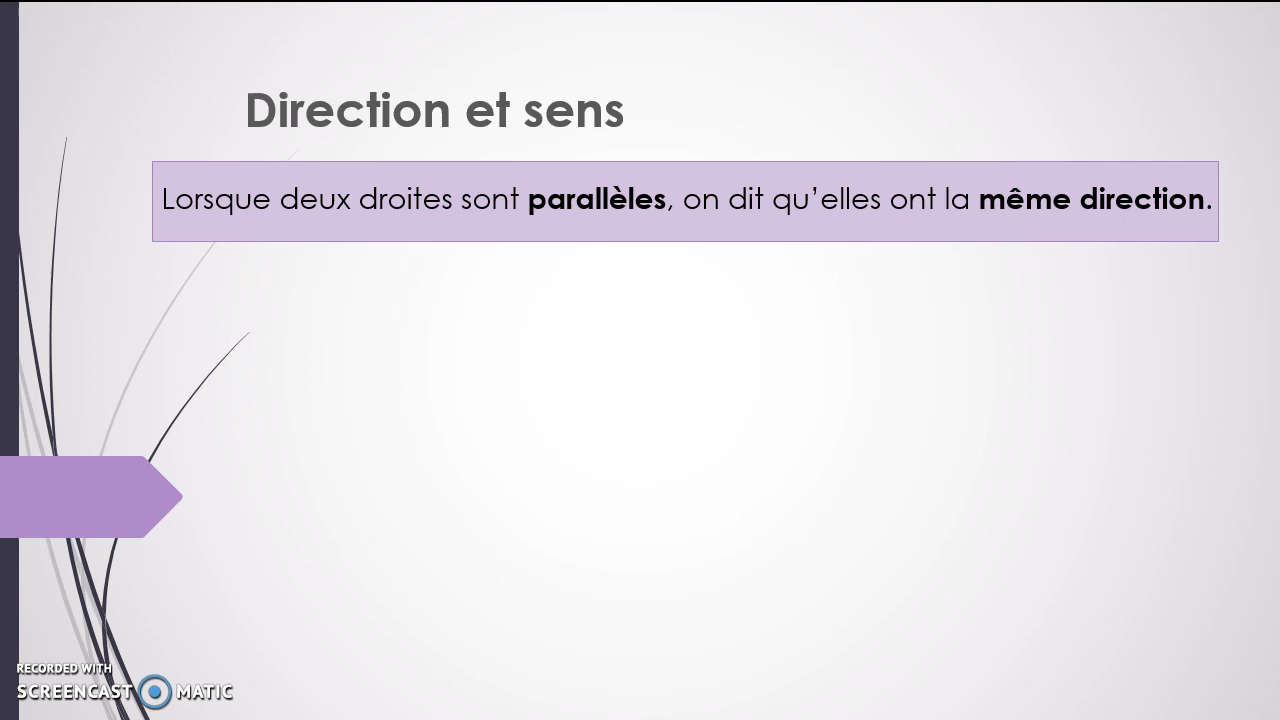 Direction et sens
Lorsque deux droites sont parallèles, on dit qu’elles ont la même direction.
RECORDED WITH
SCREENCAST MATIC